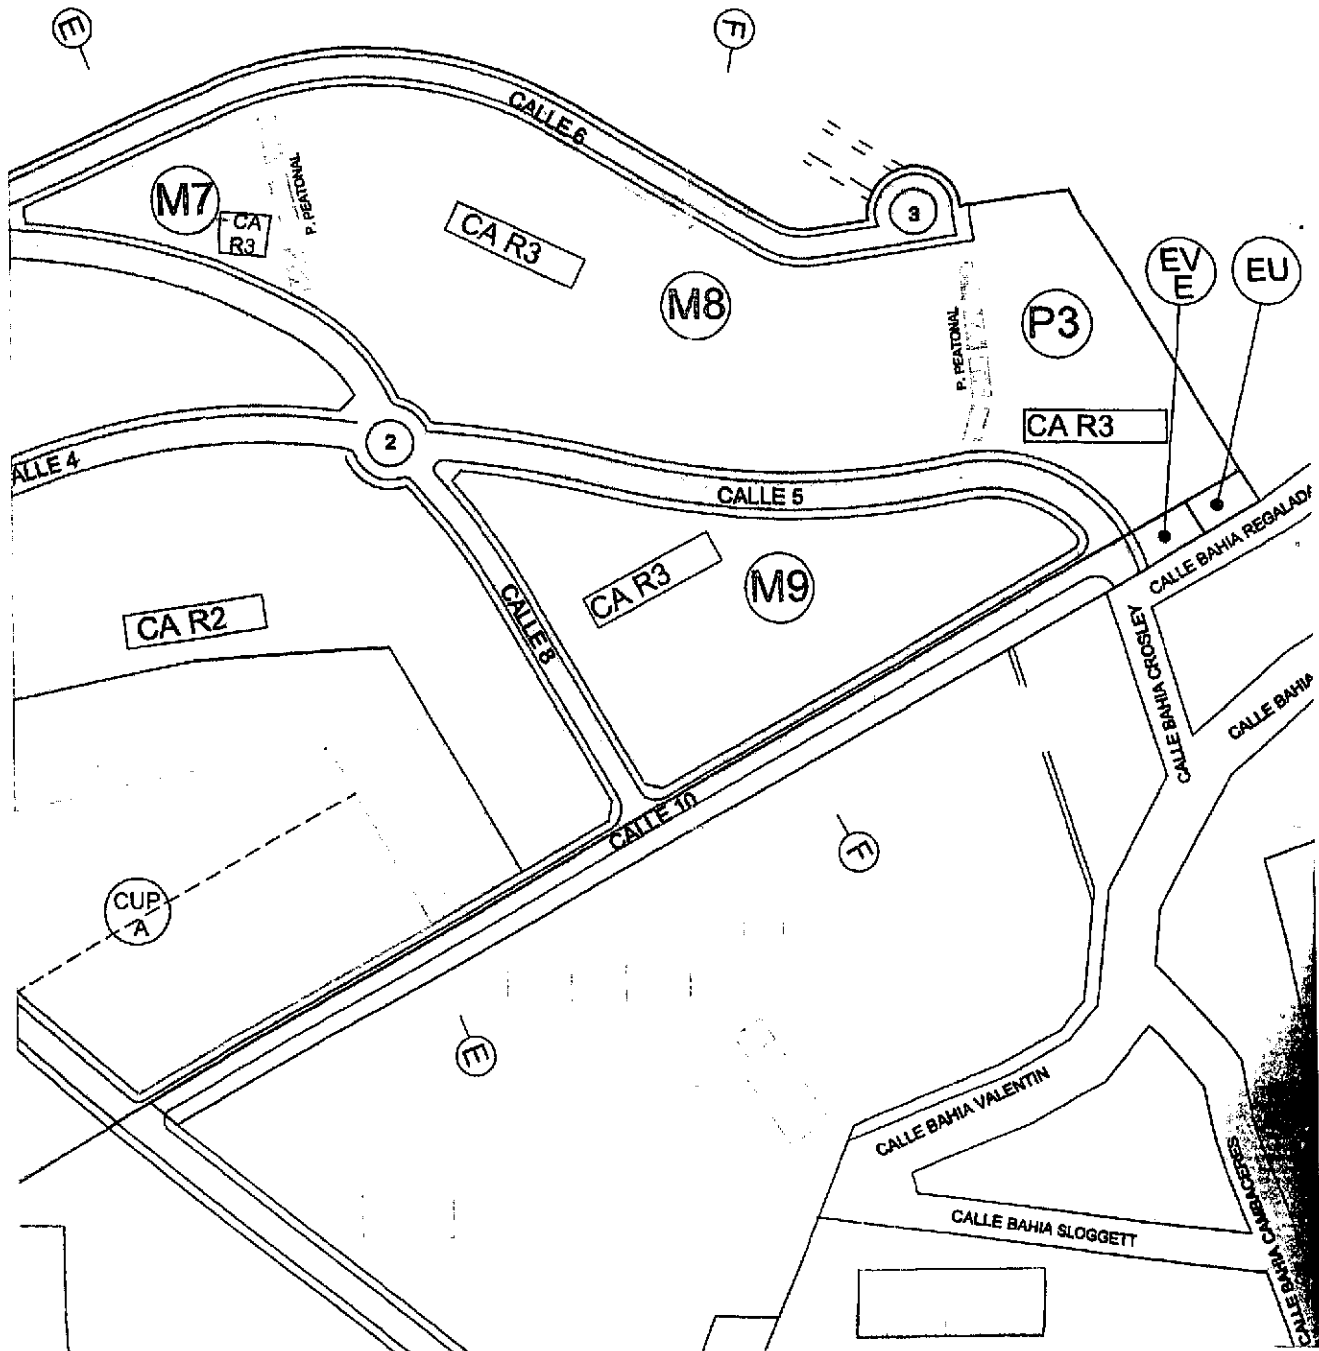 E
F
CALLE 6
M7
CA
R3
P. PEATONAL
CA R3
3
M8
EV
E
EU
P3
P. PEATONAL
CA R3
2
ALLE 4
CALLE 5
CALLE BAHIA REGALADA
CA R3
M9
CALLE 8
CA R2
CALLE BAHIA CROSLEY
CALLE BAHIA
CALLE 10
F
CUP
A
E
CALLE BAHIA VALENTIN
CALLE BAHIA SLOGGETT
CALLE BAHIA CAMBACERES